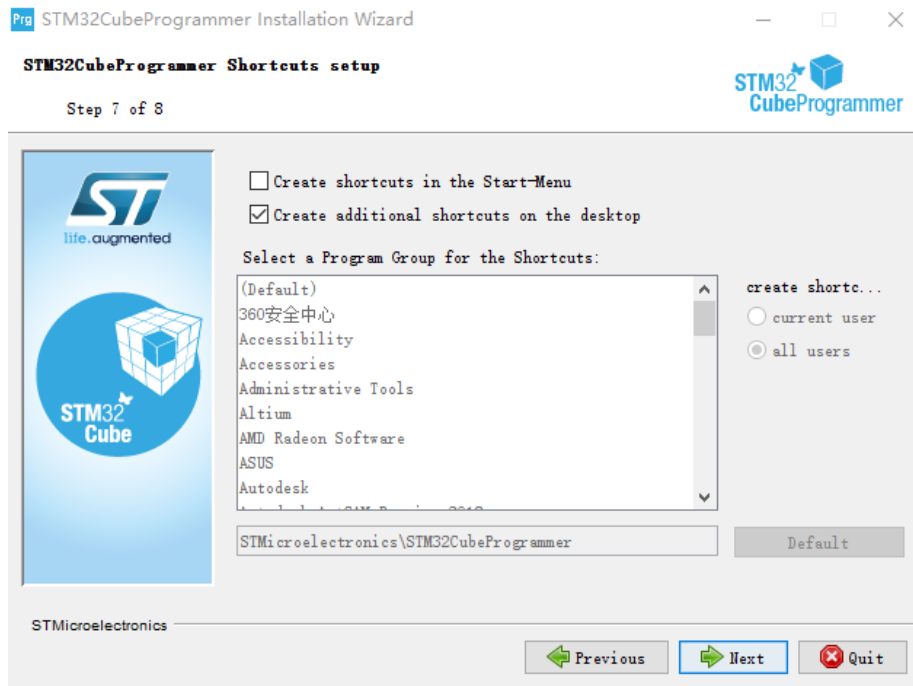 Prg STM32CubeProgrammer Installation Wizard
STM32CubeProgrammer Shortcuts setup
Step 7 of 8
STM32
CubeProgrammer
ST
life.augmented
STM32
Cube
Create shortcuts in the Start-Menu
Create additional shortcuts on the desktop
Select a Program Group for the Shortcuts:
(Default)
360安全中心
Accessibility
Accessories
Administrative Tools
Altium
AMD Radeon Software
ASUS
Autodesk
STMicroelectronics\STM32CubeProgrammer
create shortc...
current user
all users
Default
STMicroelectronics
Previous
Next
Quit